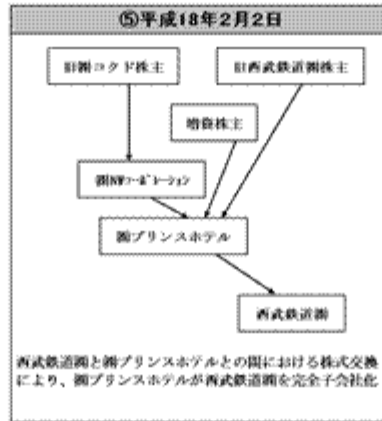 ⑤平成18年2月2日
旧㈱コクド株主
旧西武鉄道㈱株主
増資株主
㈱NWコーポレーション
㈱プリンスホテル
西武鉄道㈱
西武鉄道㈱と㈱プリンスホテルとの間における株式交換
により、㈱プリンスホテルが西武鉄道㈱を完全子会社化